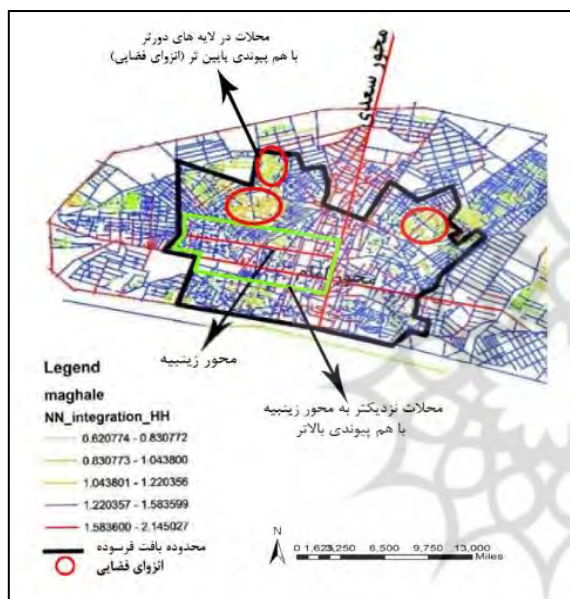 محلات در لایه های دورتر
با هم پیوندی پایین تر (انزوای فضایی)
محور سعدی
محور امام
محور زینبیه
محلات نزدیکتر به محور زینبیه
با هم پیوندی بالاتر
Legend
maghale
NN_integration_HH
0.620774 - 0.830772
0.830773 - 1.043800
1.043801 - 1.220356
1.220357 - 1.583599
1.583600 - 2.145027
محدوده بافت فرسوده
انزوای فضایی
N
0 1,625 3,250 6,500 9,750 13,000
Miles